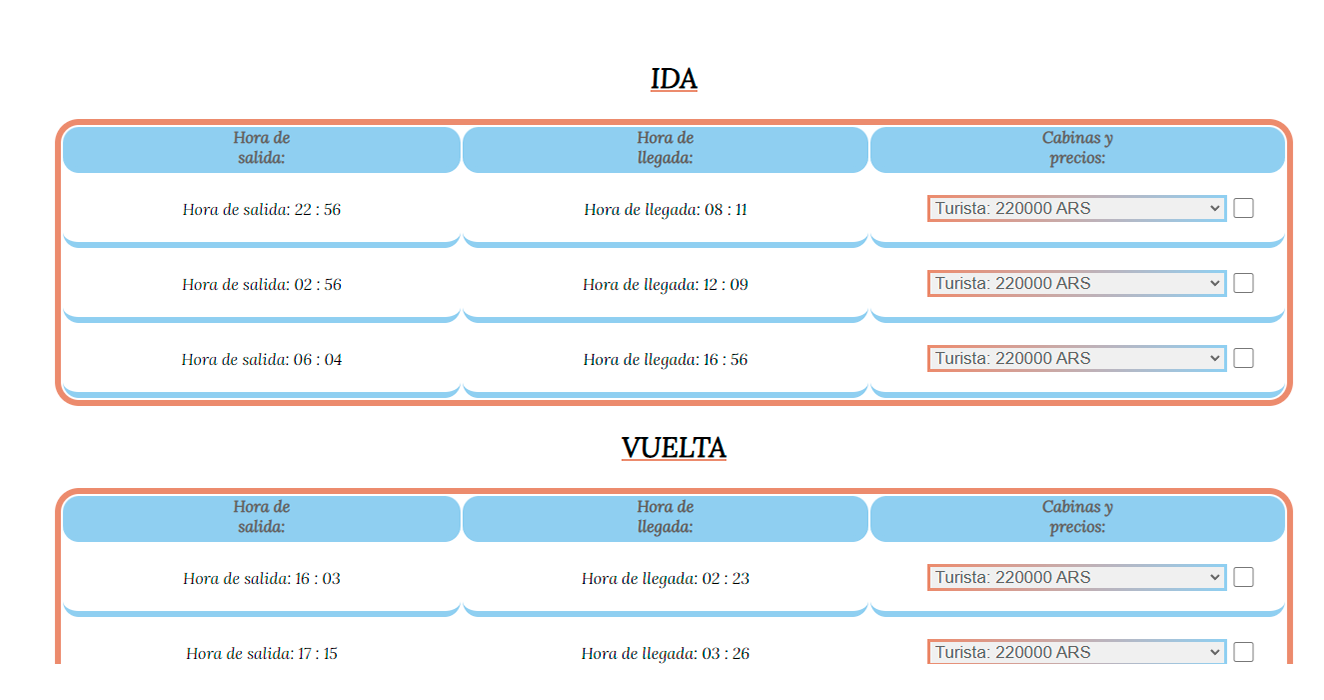 IDA
Hora de
salida:
Hora de
llegada:
Cabinas y
precios:
Hora de salida: 22 : 56
Hora de llegada: 08 : 11
Turista: 220000 ARS
Hora de salida: 02 : 56
Hora de llegada: 12 : 09
Turista: 220000 ARS
Hora de salida: 06 : 04
Hora de llegada: 16 : 56
Turista: 220000 ARS
VUELTA
Hora de
salida:
Hora de
llegada:
Cabinas y
precios:
Hora de salida: 16 : 03
Hora de llegada: 02 : 23
Turista: 220000 ARS
Hora de salida: 17 : 15
Hora de llegada: 03 : 26
Turista: 220000 ARS